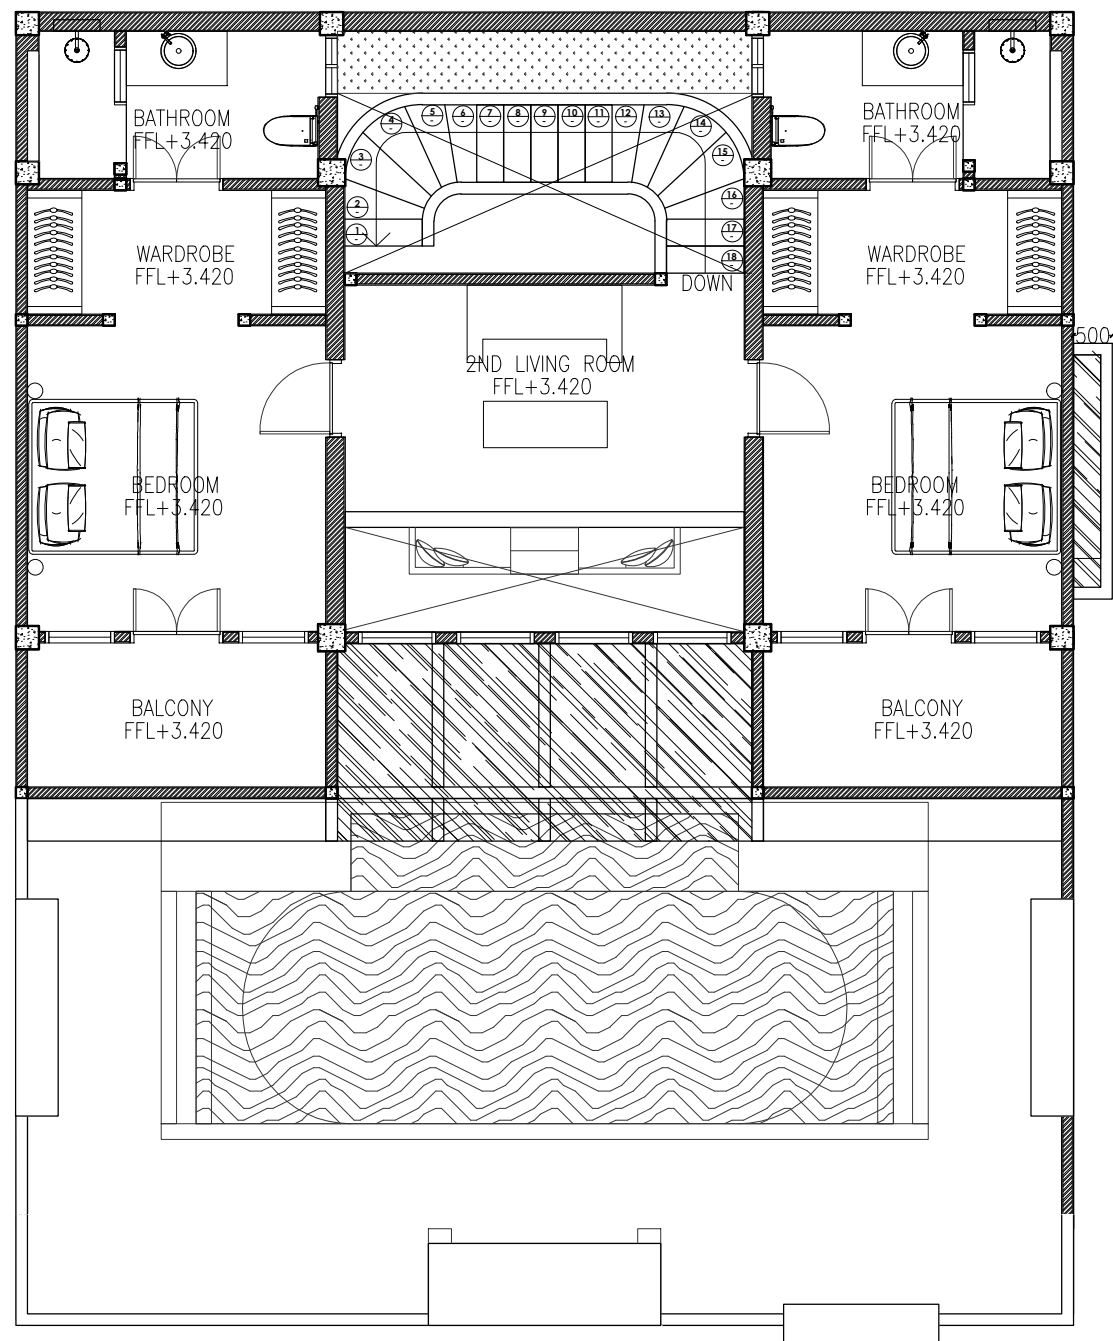 BATHROOM
FFL+3.420
BATHROOM
FFL+3.420
1
-
2
-
3
-
4
-
5
-
6
-
7
-
8
-
9
-
10
-
11
-
12
-
13
-
14
-
15
-
16
-
17
-
18
-
DOWN
WARDROBE
FFL+3.420
WARDROBE
FFL+3.420
500
2ND LIVING ROOM
FFL+3.420
BEDROOM
FFL+3.420
BEDROOM
FFL+3.420
BALCONY
FFL+3.420
BALCONY
FFL+3.420